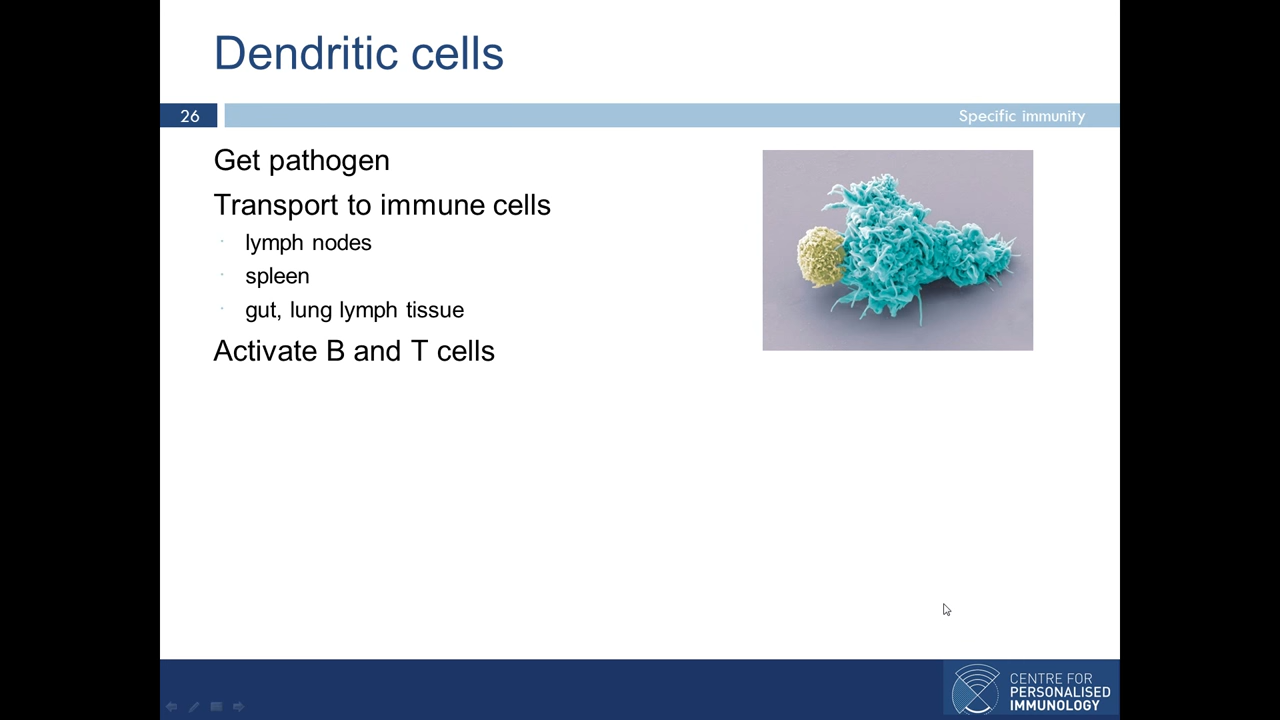 Dendritic cells
26
Specific immunity
Get pathogen
Transport to immune cells
lymph nodes
spleen
gut, lung lymph tissue
Activate B and T cells
CENTRE FOR
PERSONALISED
IMMUNOLOGY